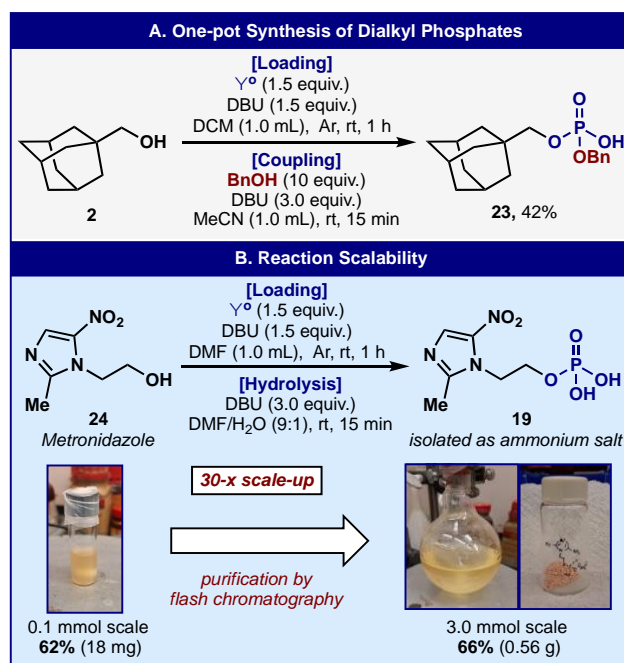 A. One-pot Synthesis of Dialkyl Phosphates
[Loading]
Ψº (1.5 equiv.)
DBU (1.5 equiv.)
DCM (1.0 mL), Ar, rt, 1 h
[Coupling]
BnOH (10 equiv.)
DBU (3.0 equiv.)
MeCN (1.0 mL), rt, 15 min
OH
2
O
O
P
OH
OBn
23, 42%
B. Reaction Scalability
[Loading]
Ψº (1.5 equiv.)
DBU (1.5 equiv.)
DMF (1.0 mL), Ar, rt, 1 h
[Hydrolysis]
DBU (3.0 equiv.)
DMF/H₂O (9:1), rt, 15 min
NO₂
N
N
OH
Me
24
Metronidazole
NO₂
N
N
O
O
P
OH
OH
Me
19
isolated as ammonium salt
30-x scale-up
purification by
flash chromatography
0.1 mmol scale
62% (18 mg)
3.0 mmol scale
66% (0.56 g)